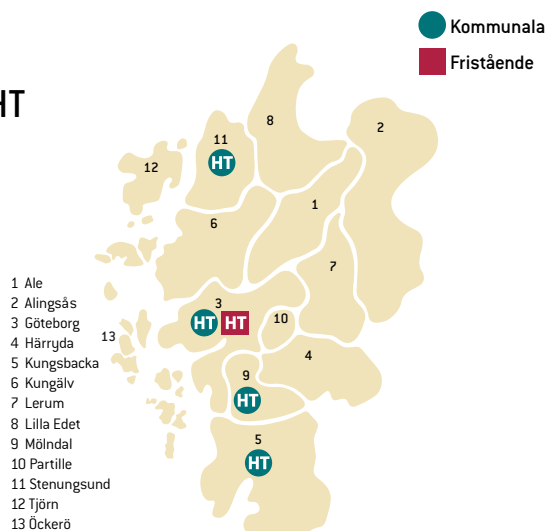 Kommunala
Fristående
HT
8
2
11
HT
12
1
6
7
3
10
HT HT
13
4
9
HT
5
HT
1 Ale
2 Alingsås
3 Göteborg
4 Härryda
5 Kungsbacka
6 Kungälv
7 Lerum
8 Lilla Edet
9 Mölndal
10 Partille
11 Stenungsund
12 Tjörn
13 Öckerö